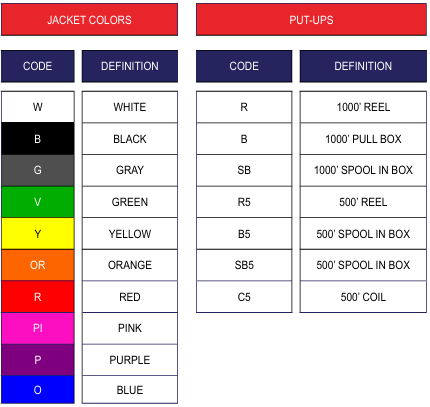 JACKET COLORS
CODE DEFINITION
W WHITE
B BLACK
G GRAY
V GREEN
Y YELLOW
OR ORANGE
R RED
PI PINK
P PURPLE
O BLUE
PUT-UPS
CODE DEFINITION
R 1000' REEL
B 1000' PULL BOX
SB 1000' SPOOL IN BOX
R5 500' REEL
B5 500' SPOOL IN BOX
SB5 500' SPOOL IN BOX
C5 500' COIL